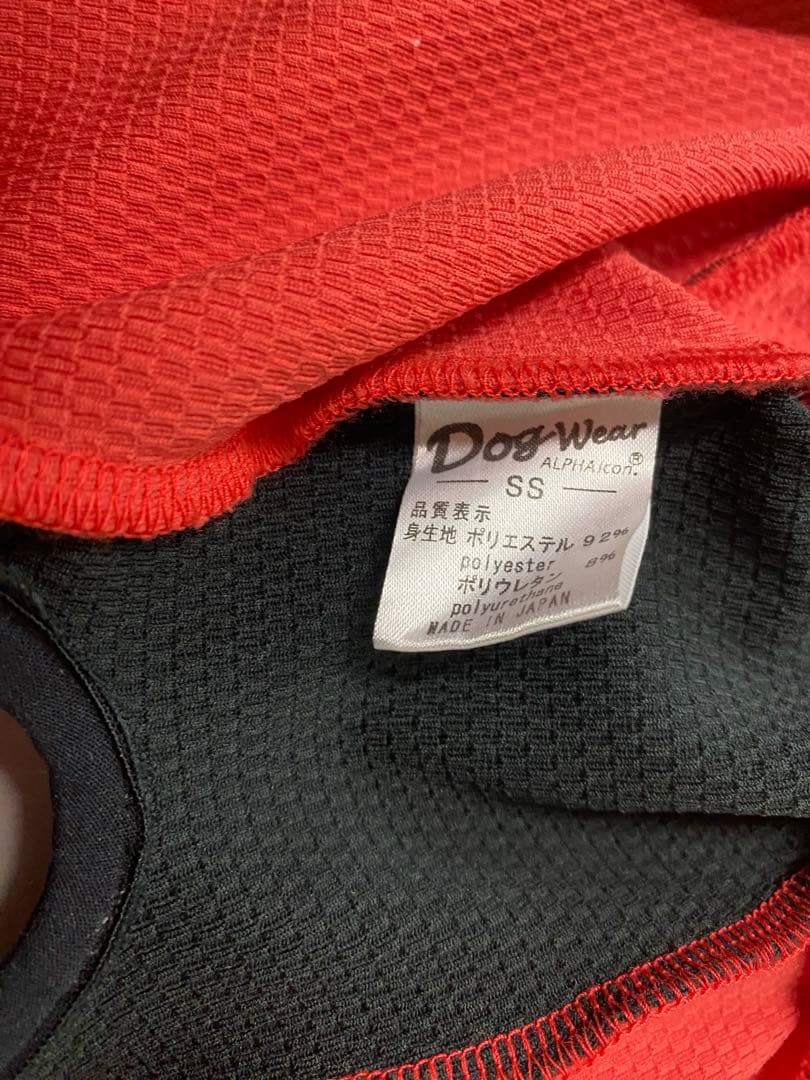 Dog Wear
ALPHAicon®
SS
品質表示
身生地 ポリエステル 92%
polyester 8%
ポリウレタン
polyurethane
MADE IN JAPAN